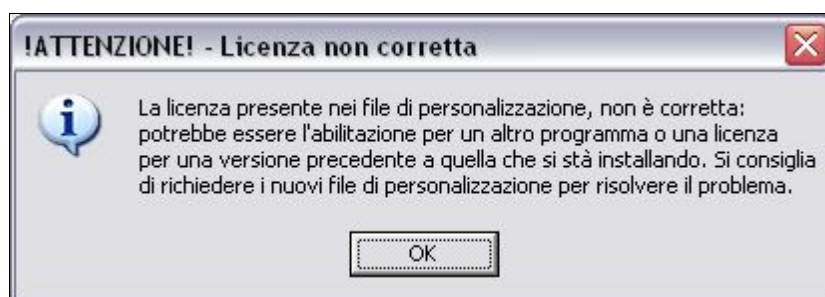 !ATTENZIONE! - Licenza non corretta
La licenza presente nei file di personalizzazione, non è corretta:
potrebbe essere l'abilitazione per un altro programma o una licenza
per una versione precedente a quella che si stà installando. Si consiglia
di richiedere i nuovi file di personalizzazione per risolvere il problema.
OK